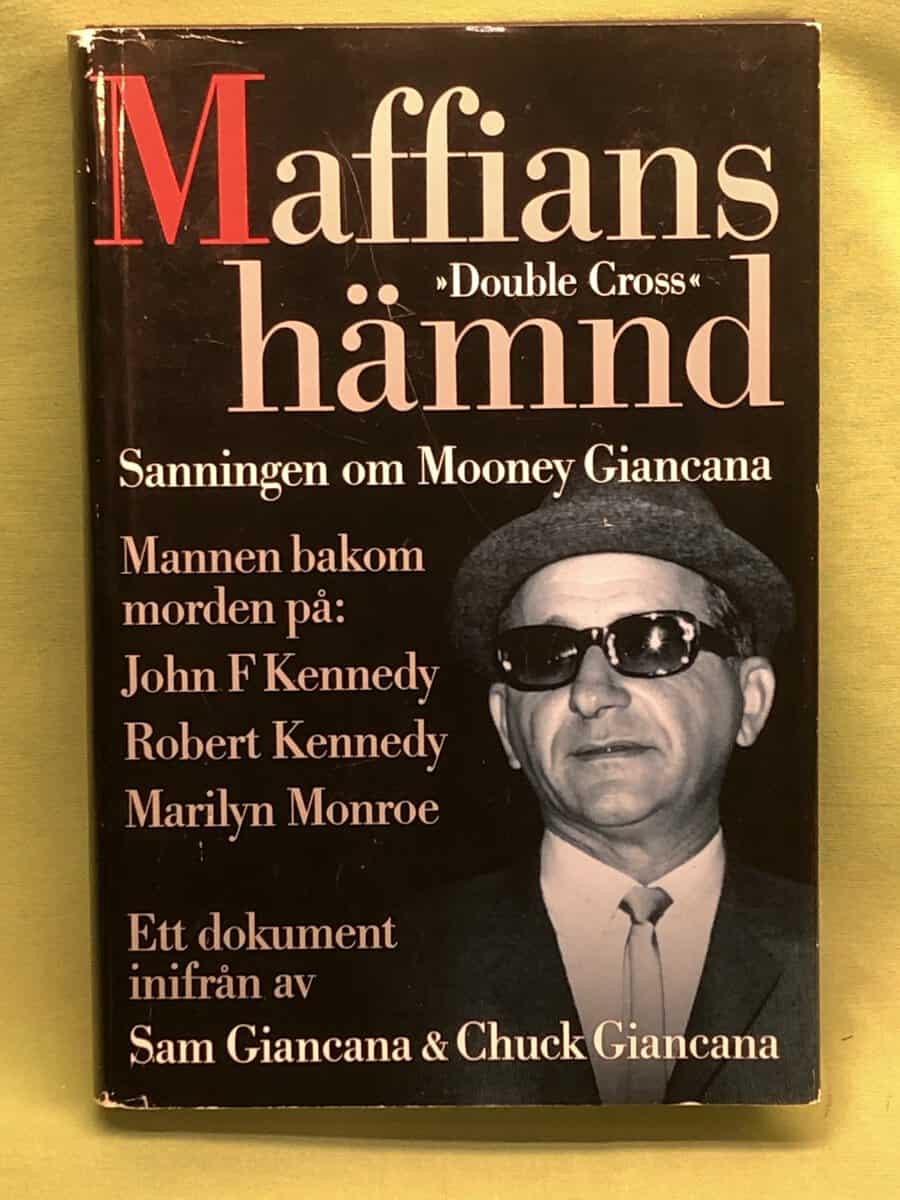 Maffians
»Double Cross«
hämnd
Sanningen om Mooney Giancana
Mannen bakom
morden på:
John F Kennedy
Robert Kennedy
Marilyn Monroe
Ett dokument
inifrån av
Sam Giancana & Chuck Giancana